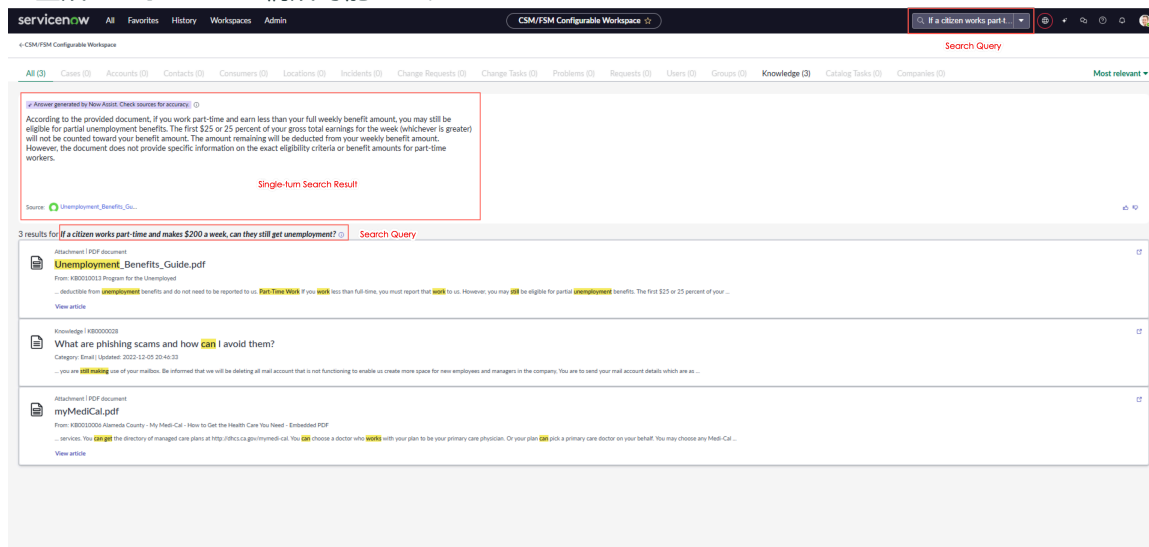 servicenow All Favorites History Workspaces Admin CSM/FSM Configurable Workspace If a citizen works part-t...
Search Query
CSM/FSM Configurable Workspace
All (3) Cases (0) Accounts (0) Contacts (0) Consumers (0) Locations (0) Incidents (0) Change Requests (0) Change Tasks (0) Problems (0) Requests (0) Users (0) Groups (0) Knowledge (3) Catalog Tasks (0) Companies (0) Most relevant
Answer generated by Now Assist. Check sources for accuracy.
According to the provided document, if you work part-time and earn less than your full weekly benefit amount, you may still be
eligible for partial unemployment benefits. The first $25 or 25 percent of your gross total earnings for the week (whichever is greater)
will not be counted toward your benefit amount. The amount remaining will be deducted from your weekly benefit amount.
However, the document does not provide specific information on the exact eligibility criteria or benefit amounts for part-time
workers.
Single-turn Search Result
Source: Unemployment_Benefits_Gu...
3 results for If a citizen works part-time and makes $200 a week, can they still get unemployment? Search Query
Attachment | PDF document
Unemployment_Benefits_Guide.pdf
From: KB0010013 Program for the Unemployed
... deductible from unemployment benefits and do not need to be reported to us. Part-Time Work If you work less than full-time, you must report that work to us. However, you may still be eligible for partial unemployment benefits. The first $25 or 25 percent of your ...
View article
Knowledge | KB0000028
What are phishing scams and how can I avoid them?
Category: Email | Updated: 2022-12-05 20:46:33
... you are still making use of your mailbox. Be informed that we will be deleting all mail account that is not functioning to enable us create more space for new employees and managers in the company. You are to send your mail account details which are as ...
Attachment | PDF document
myMediCal.pdf
From: KB0010006 Alameda County - My Medi-Cal - How to Get the Health Care You Need - Embedded PDF
... services. You can get the directory of managed care plans at http://dhcs.ca.gov/mymedi-cal. You can choose a doctor who works with your plan to be your primary care physician. Or your plan can pick a primary care doctor on your behalf. You may choose any Medi-Cal ...
View article